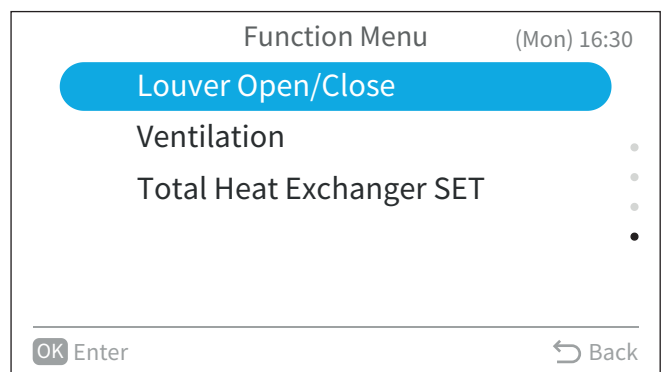 Function Menu (Mon) 16:30
Louver Open/Close
Ventilation
Total Heat Exchanger SET
OK Enter Back